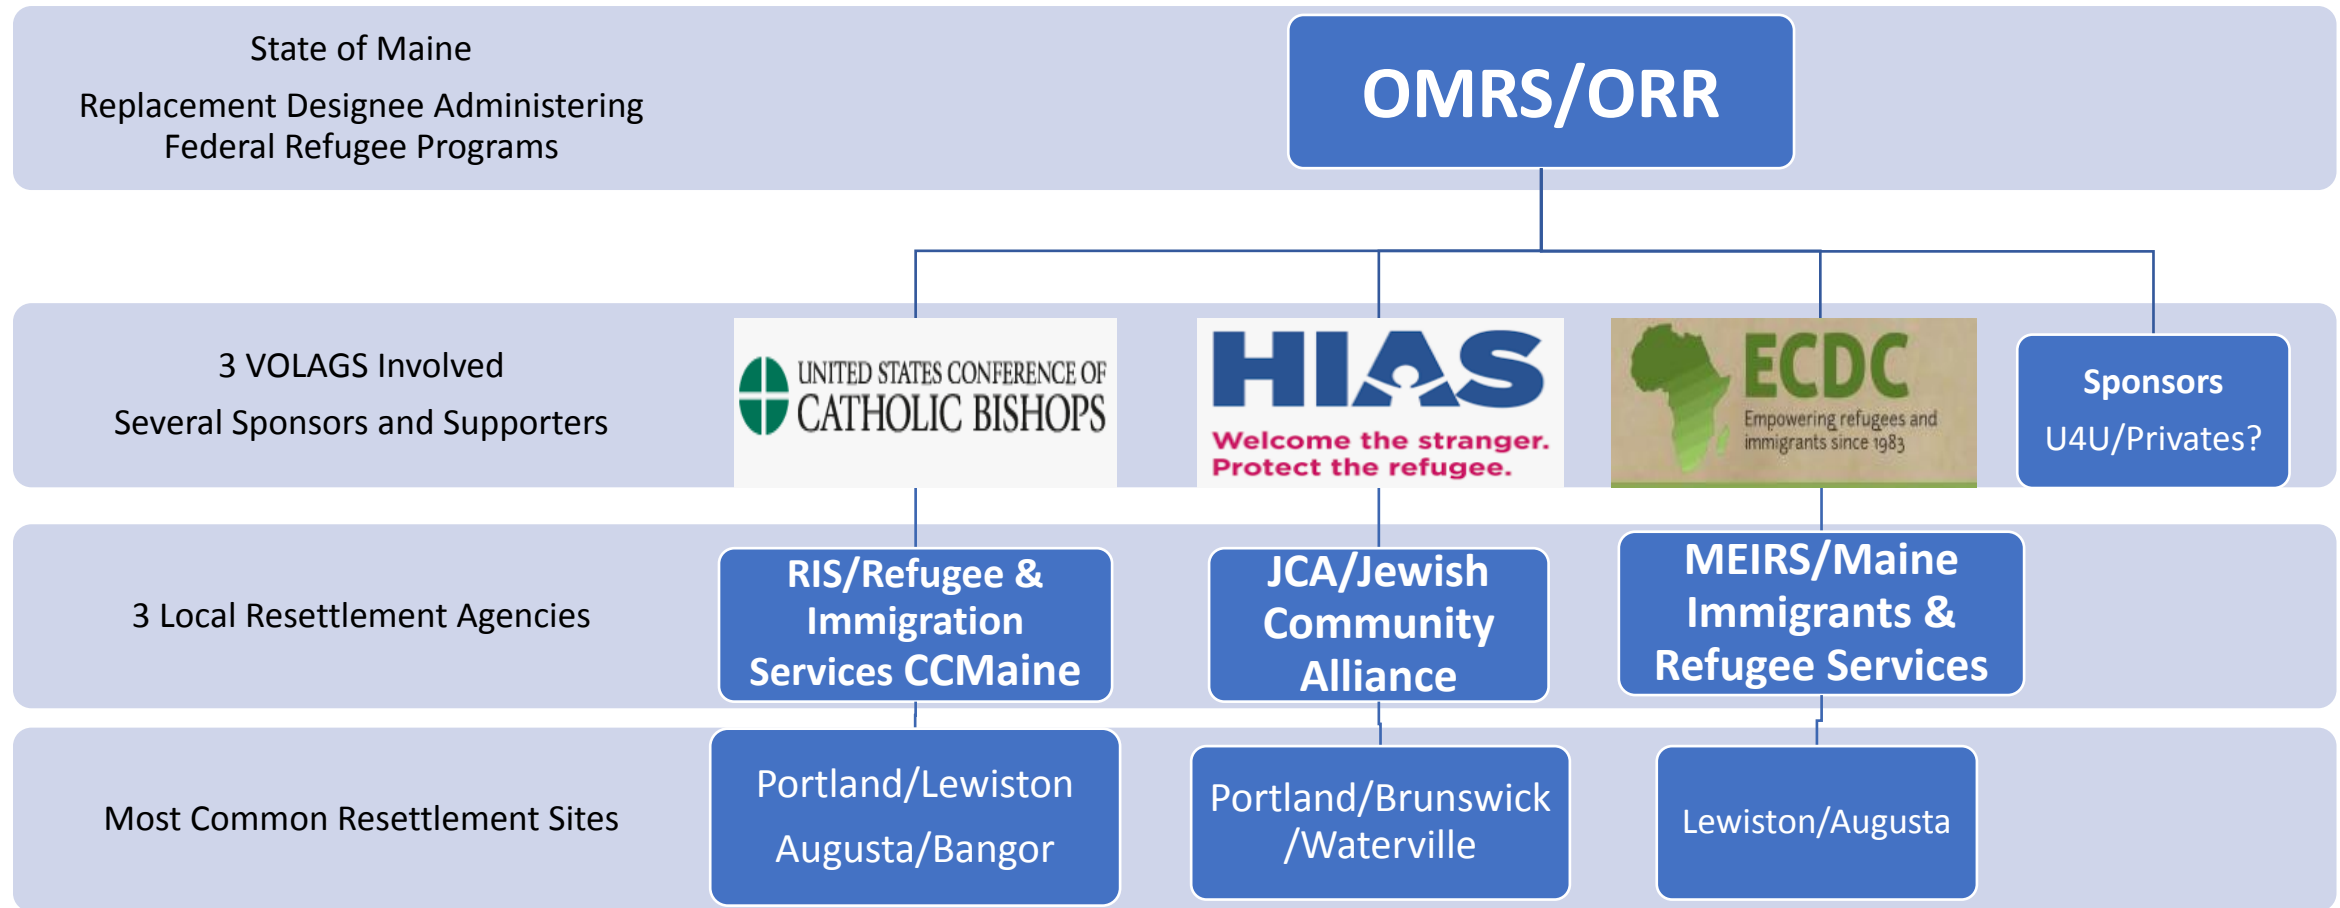 State of Maine
Replacement Designee Administering
Federal Refugee Programs
OMRS/ORR
3 VOLAGS Involved
Several Sponsors and Supporters
UNITED STATES CONFERENCE OF
CATHOLIC BISHOPS
HIAS
Welcome the stranger.
Protect the refugee.
ECDC
Empowering refugees and
immigrants since 1983
Sponsors
U4U/Privates?
3 Local Resettlement Agencies
RIS/Refugee &
Immigration
Services CCMaine
JCA/Jewish
Community
Alliance
MEIRS/Maine
Immigrants &
Refugee Services
Most Common Resettlement Sites
Portland/Lewiston
Augusta/Bangor
Portland/Brunswick
/Waterville
Lewiston/Augusta